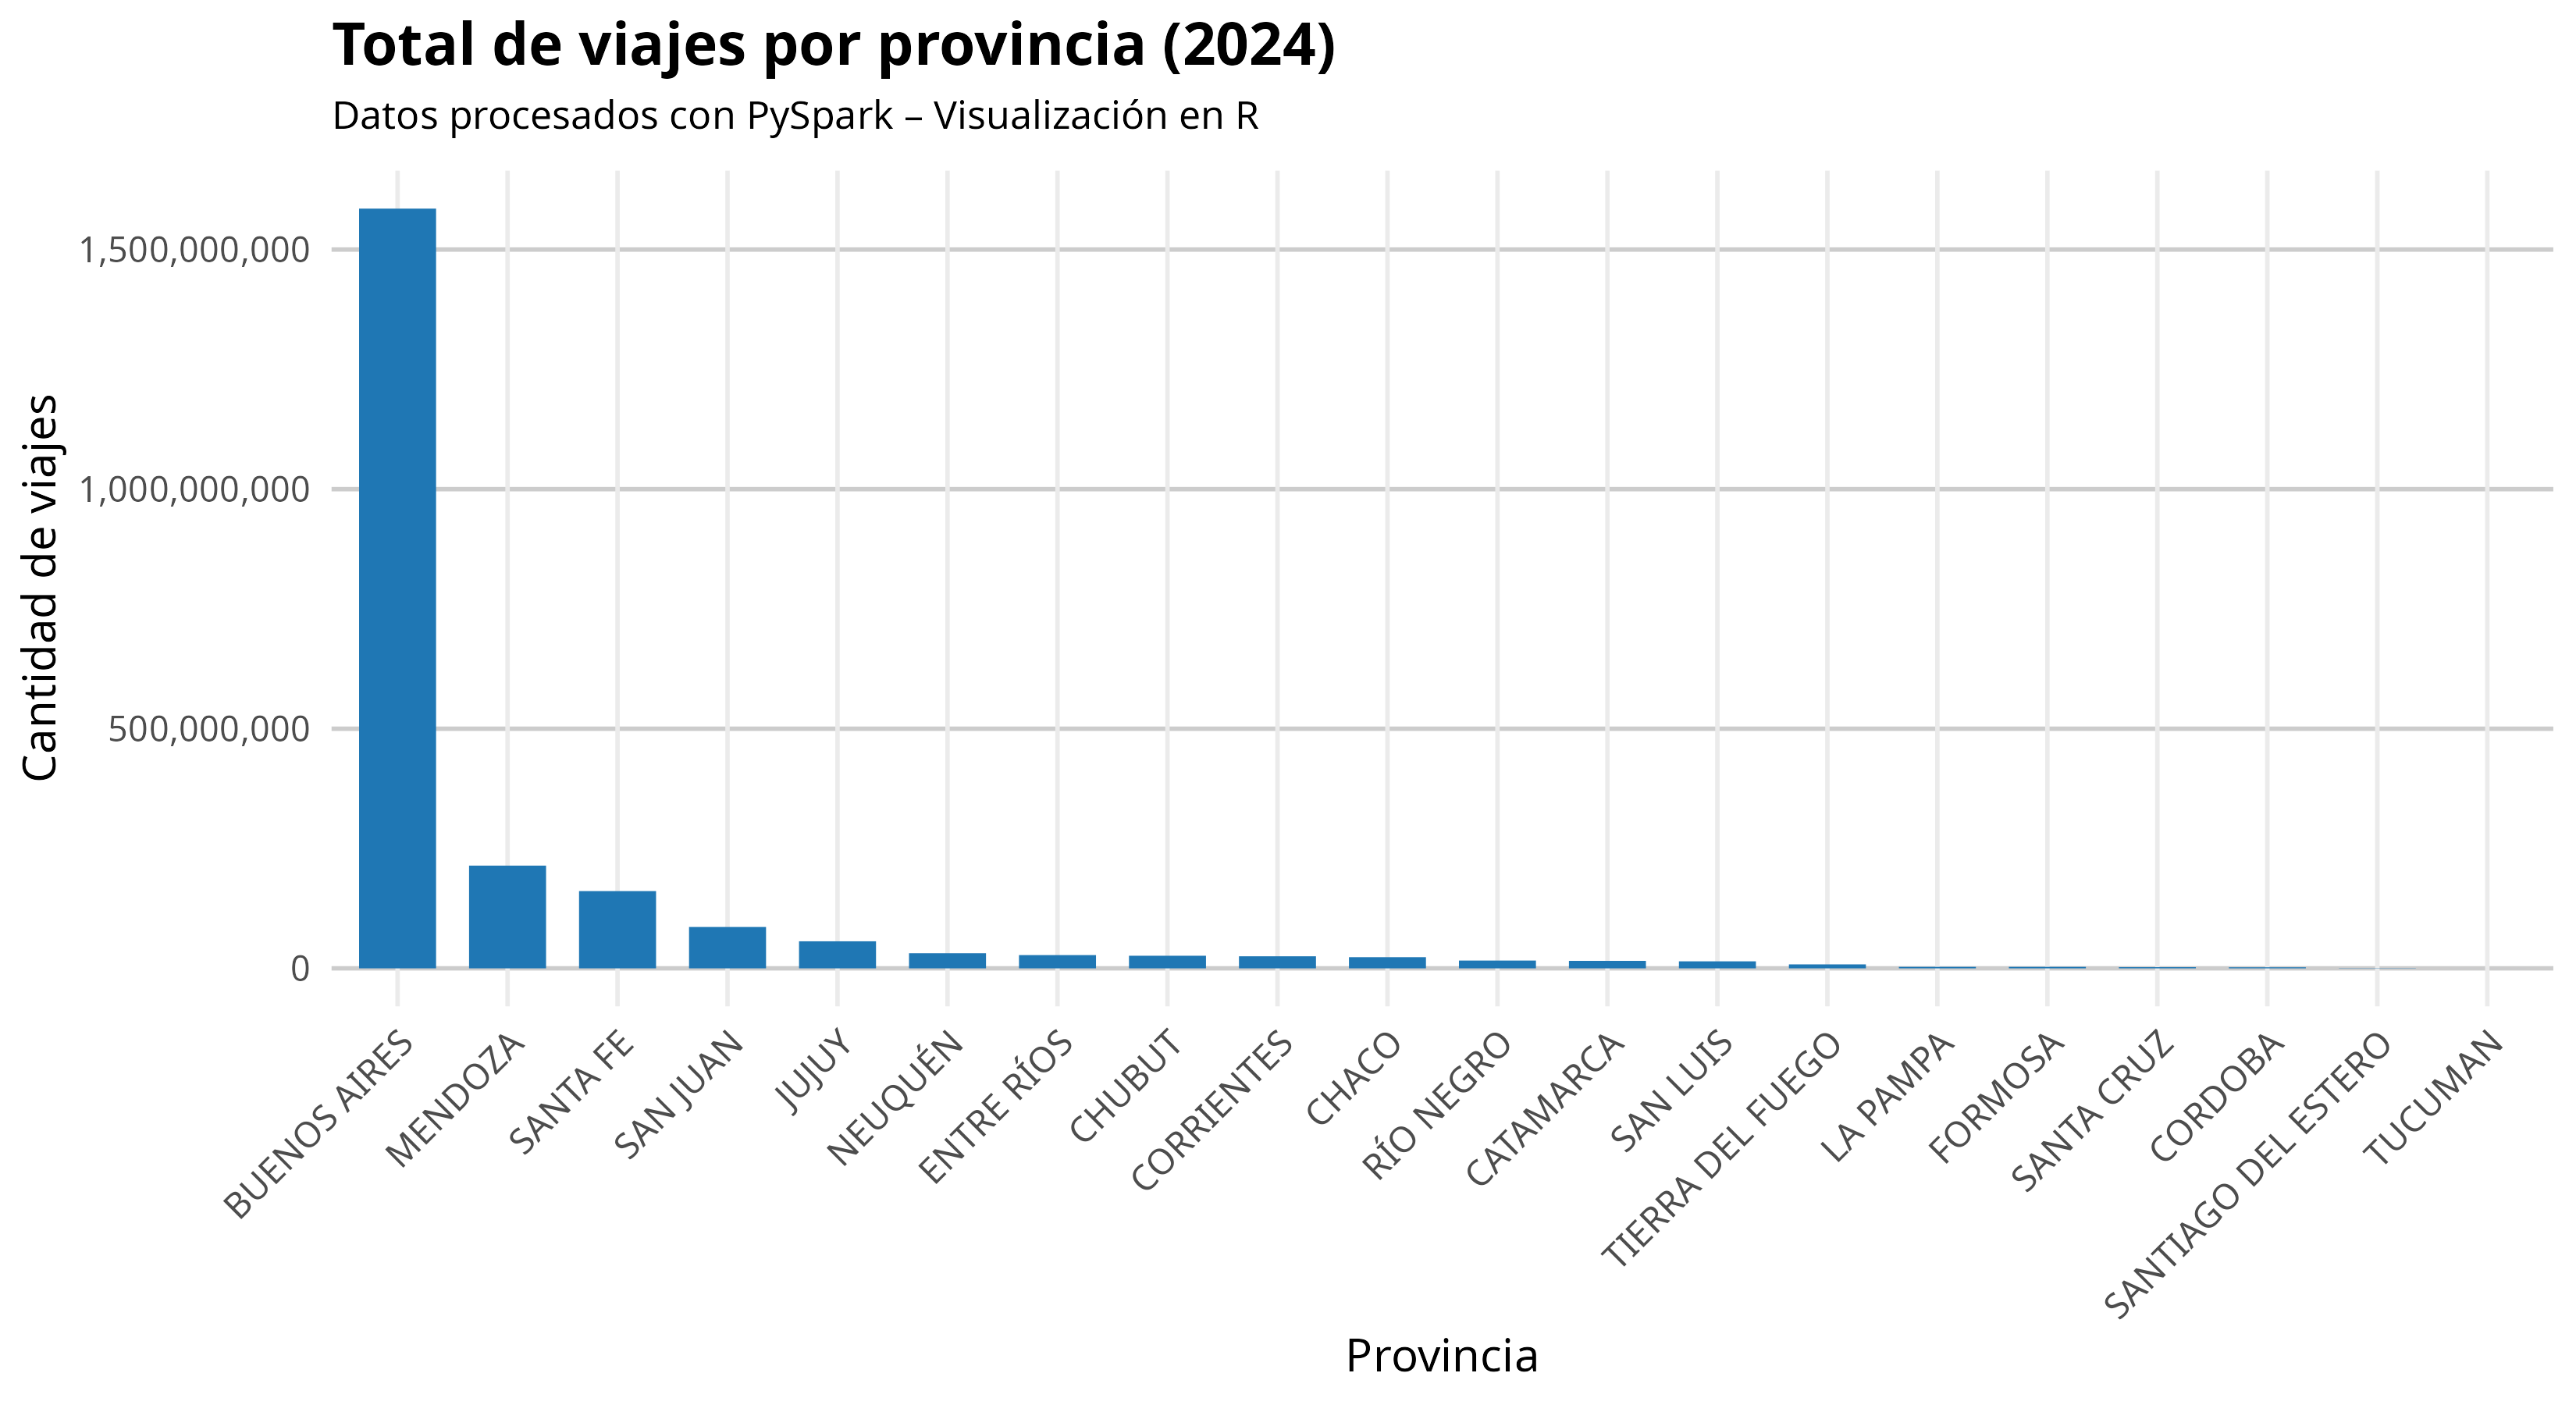 Total de viajes por provincia (2024)
Datos procesados con PySpark – Visualización en R
Cantidad de viajes
1,500,000,000
1,000,000,000
500,000,000
0
BUENOS AIRES
MENDOZA
SANTA FE
SAN JUAN
JUJUY
NEUQUÉN
ENTRE RÍOS
CHUBUT
CORRIENTES
CHACO
RÍO NEGRO
CATAMARCA
SAN LUIS
TIERRA DEL FUEGO
LA PAMPA
FORMOSA
SANTA CRUZ
CORDOBA
SANTIAGO DEL ESTERO
TUCUMAN
Provincia